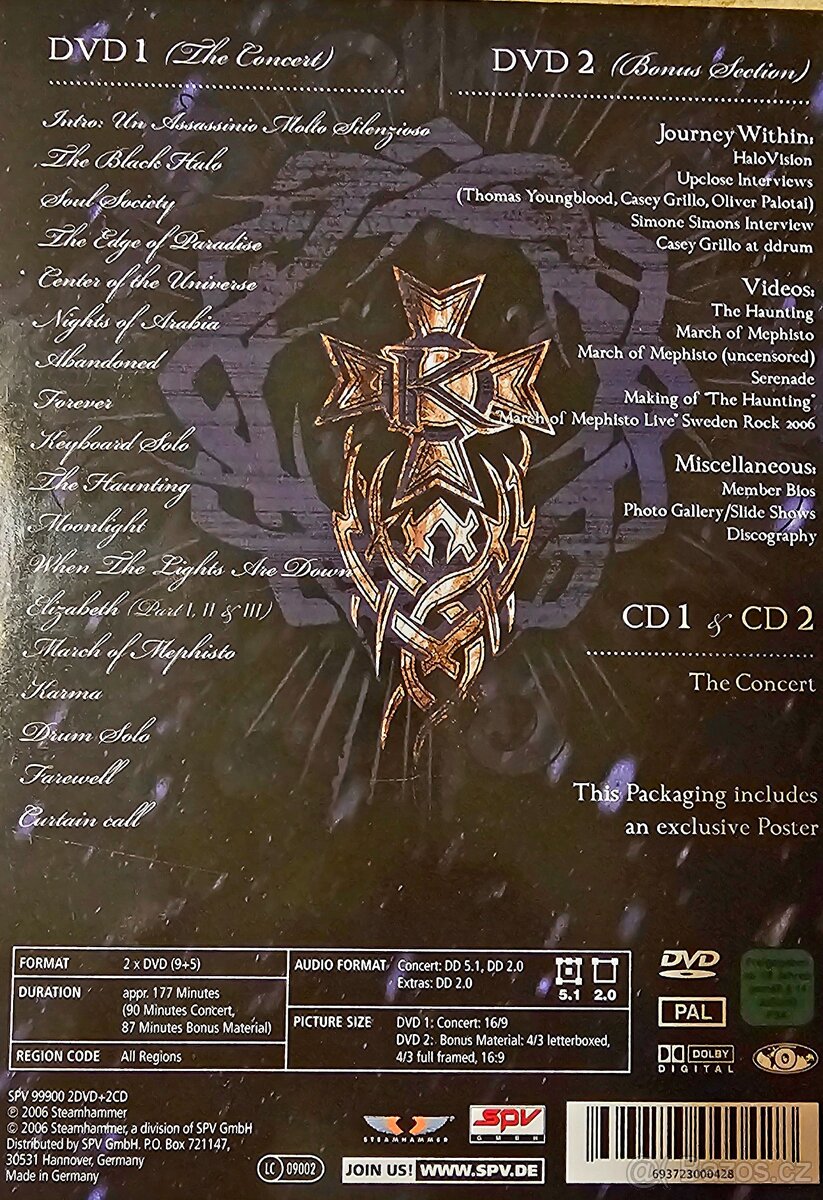 DVD 1 (The Concert)
Intro: Un Assassinio Molto Silenzioso
The Black Halo
Soul Society
The Edge of Paradise
Center of the Universe
Nights of Arabia
Abandoned
Forever
Keyboard Solo
The Haunting
Moonlight
When The Lights Are Down
Elizabeth (Part I, II & III)
March of Mephisto
Karma
Drum Solo
Farewell
Curtain call
DVD 2 (Bonus Section)
Journey Within:
HaloVision
Upclose Interviews
(Thomas Youngblood, Casey Grillo, Oliver Palotai)
Simone Simons Interview
Casey Grillo at ddrum
Videos:
The Haunting
March of Mephisto
March of Mephisto (uncensored)
Serenade
Making of "The Haunting"
"March of Mephisto Live" Sweden Rock 2006
Miscellaneous:
Member Bios
Photo Gallery/Slide Shows
Discography
CD 1 & CD 2
The Concert
This Packaging includes
an exclusive Poster
K
FORMAT 2 x DVD (9+5)
DURATION appr. 177 Minutes
(90 Minutes Concert,
87 Minutes Bonus Material)
REGION CODE All Regions
AUDIO FORMAT Concert: DD 5.1, DD 2.0
Extras: DD 2.0
5.1 2.0
PICTURE SIZE DVD 1: Concert: 16/9
DVD 2: Bonus Material: 4/3 letterboxed,
4/3 full framed, 16:9
DVD
PAL
DOLBY
DIGITAL
SPV 99900 2DVD+2CD
℗ 2006 Steamhammer
© 2006 Steamhammer, a division of SPV GmbH
Distributed by SPV GmbH. P.O. Box 721147,
30531 Hannover, Germany
Made in Germany
LC 09002
STEAMHAMMER
SPV
GMBH
JOIN US! WWW.SPV.DE
693723000428